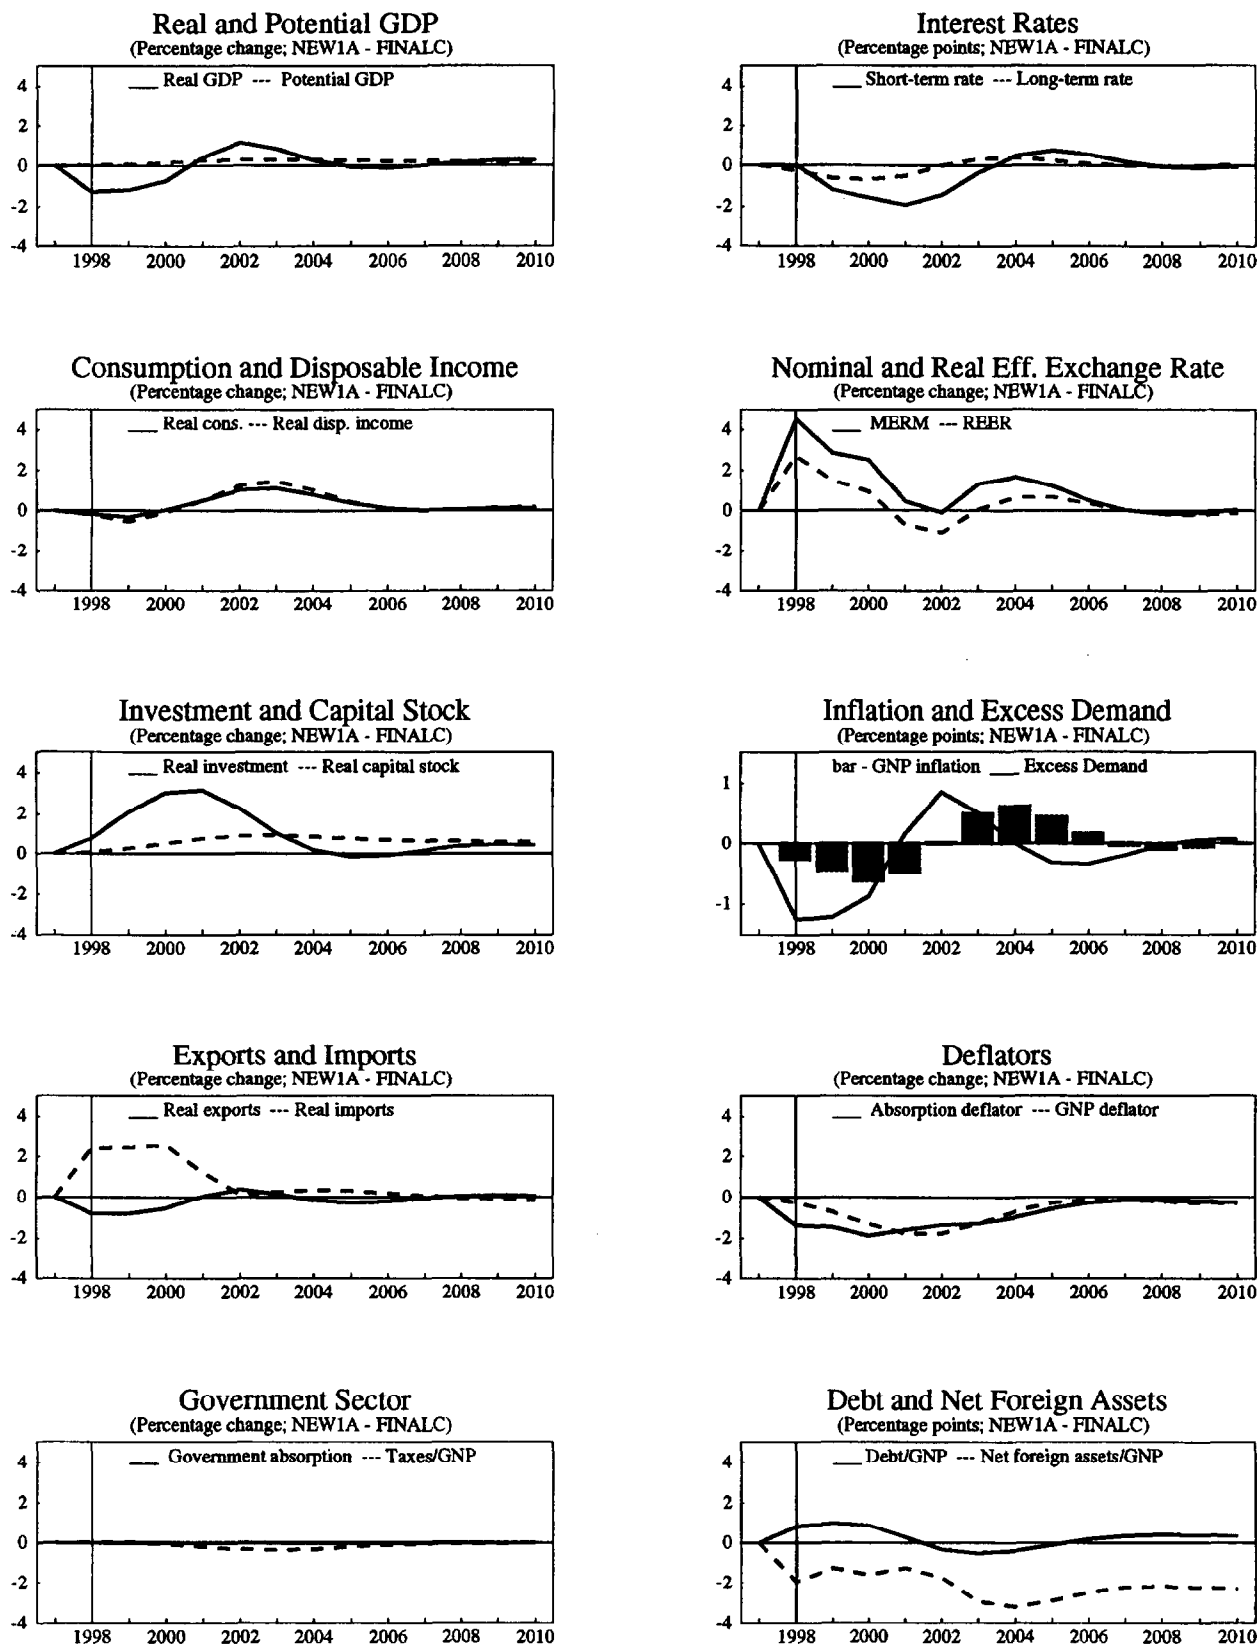 Real and Potential GDP
(Percentage change; NEW1A - FINALC)
___ Real GDP --- Potential GDP
4
2
0
-2
-4
1998 2000 2002 2004 2006 2008 2010
Interest Rates
(Percentage points; NEW1A - FINALC)
___ Short-term rate --- Long-term rate
4
2
0
-2
-4
1998 2000 2002 2004 2006 2008 2010
Consumption and Disposable Income
(Percentage change; NEW1A - FINALC)
___ Real cons. --- Real disp. income
4
2
0
-2
-4
1998 2000 2002 2004 2006 2008 2010
Nominal and Real Eff. Exchange Rate
(Percentage change; NEW1A - FINALC)
___ MERM --- REER
4
2
0
-2
-4
1998 2000 2002 2004 2006 2008 2010
Investment and Capital Stock
(Percentage change; NEW1A - FINALC)
___ Real investment --- Real capital stock
4
2
0
-2
-4
1998 2000 2002 2004 2006 2008 2010
Inflation and Excess Demand
(Percentage points; NEW1A - FINALC)
bar - GNP inflation ___ Excess Demand
1
0
-1
1998 2000 2002 2004 2006 2008 2010
Exports and Imports
(Percentage change; NEW1A - FINALC)
___ Real exports --- Real imports
4
2
0
-2
-4
1998 2000 2002 2004 2006 2008 2010
Deflators
(Percentage change; NEW1A - FINALC)
___ Absorption deflator --- GNP deflator
4
2
0
-2
-4
1998 2000 2002 2004 2006 2008 2010
Government Sector
(Percentage change; NEW1A - FINALC)
___ Government absorption --- Taxes/GNP
4
2
0
-2
-4
1998 2000 2002 2004 2006 2008 2010
Debt and Net Foreign Assets
(Percentage points; NEW1A - FINALC)
___ Debt/GNP --- Net foreign assets/GNP
4
2
0
-2
-4
1998 2000 2002 2004 2006 2008 2010